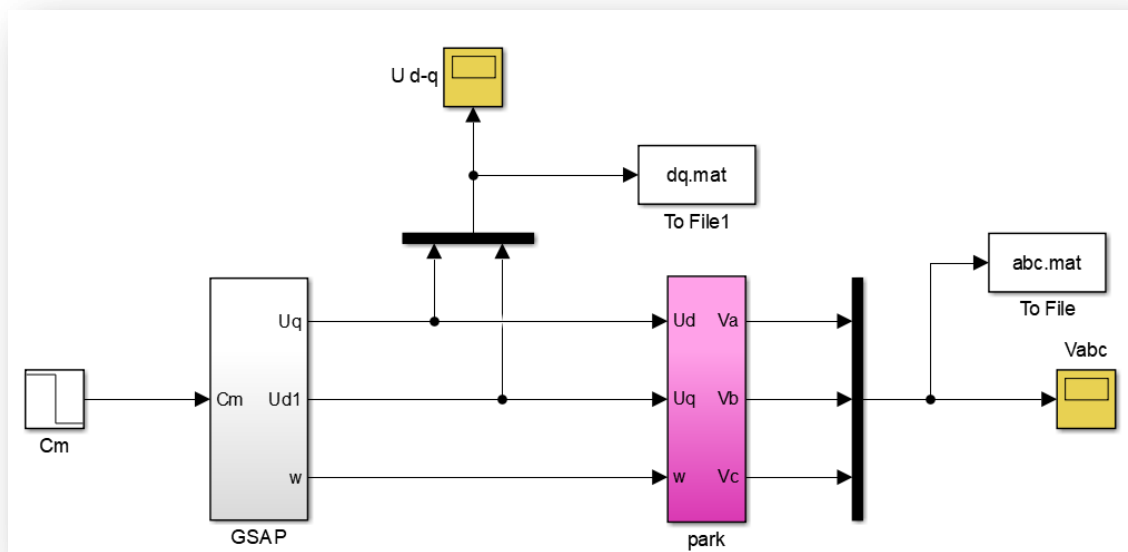 U d-q
dq.mat
To File1
abc.mat
To File
Uq
Ud
Va
Vabc
Cm
Ud1
Uq
Vb
Cm
w
w
Vc
GSAP
park